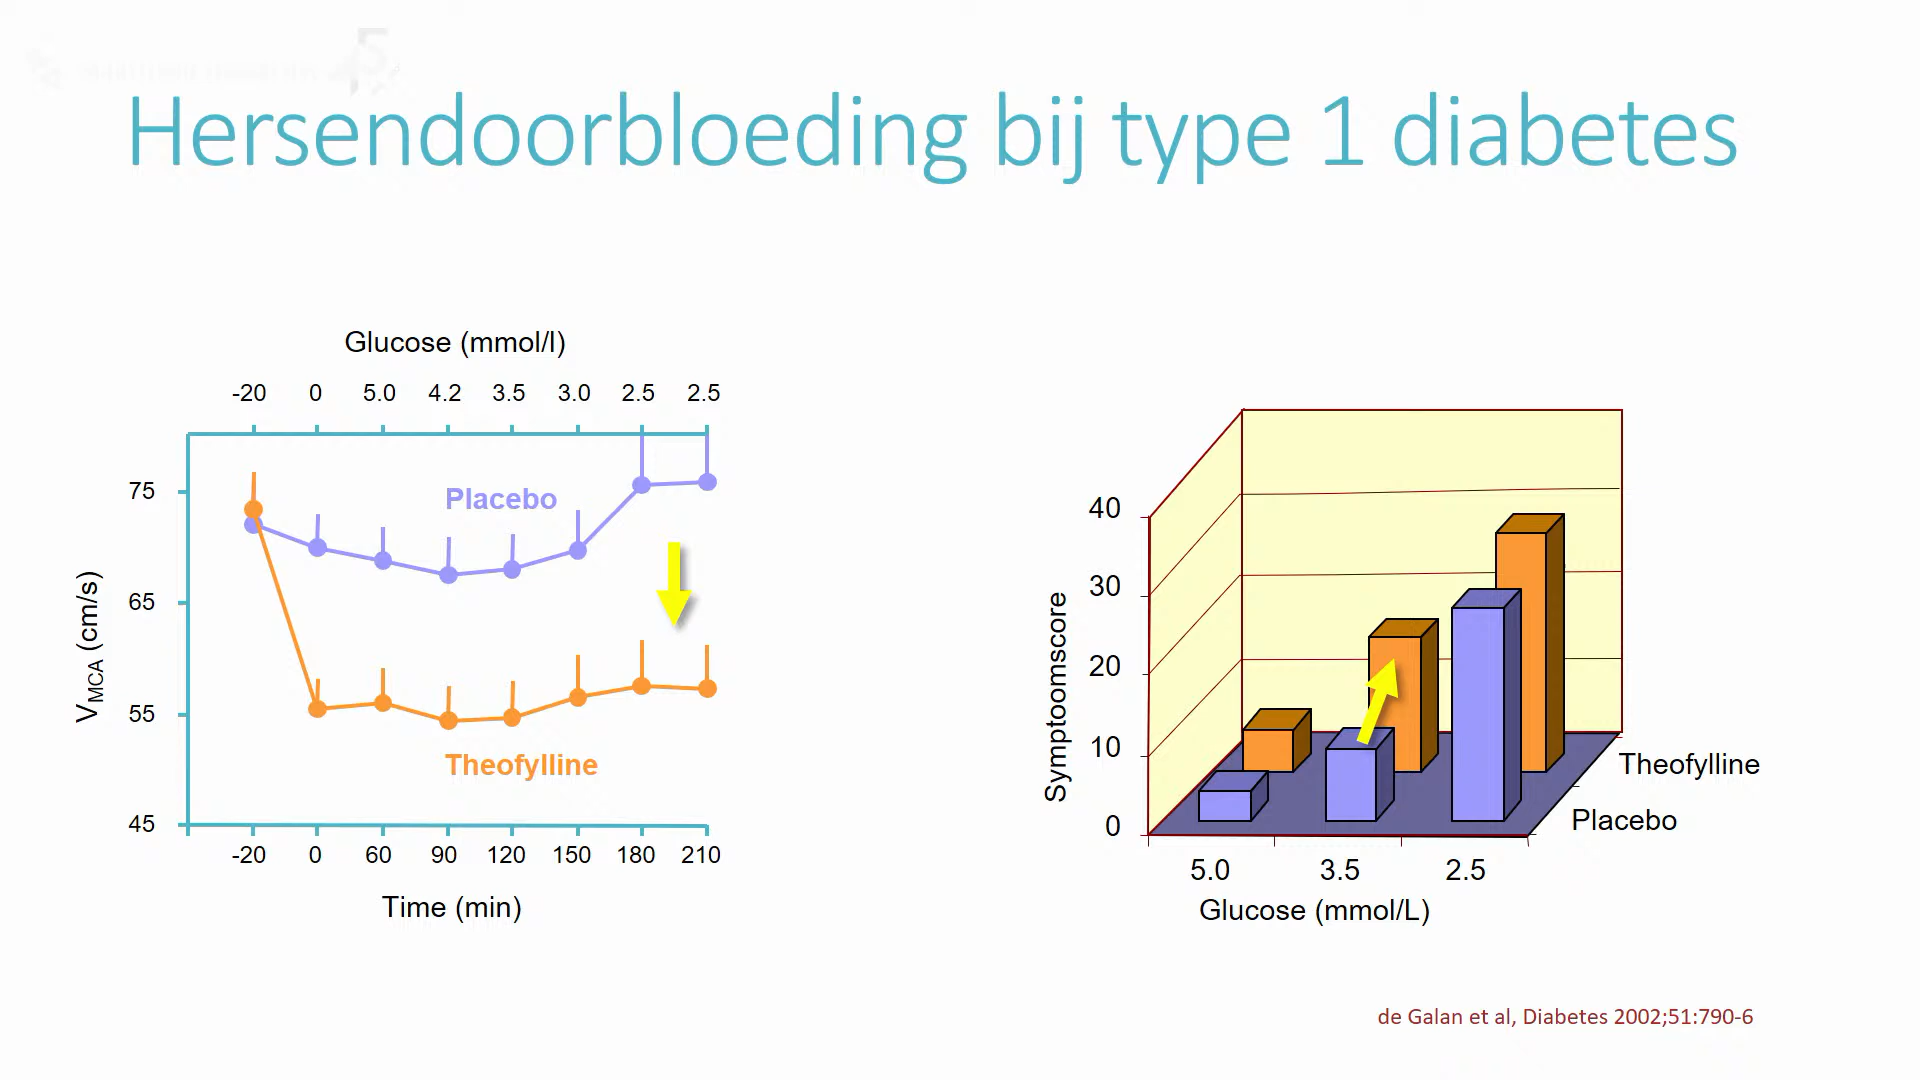 Hersendoorbloeding bij type 1 diabetes
Glucose (mmol/l)
-20 0 5.0 4.2 3.5 3.0 2.5 2.5
75
65
55
45
VMCA (cm/s)
Placebo
Theofylline
-20 0 60 90 120 150 180 210
Time (min)
Symptoomscore
40
30
20
10
0
Theofylline
Placebo
5.0 3.5 2.5
Glucose (mmol/L)
de Galan et al, Diabetes 2002;51:790-6